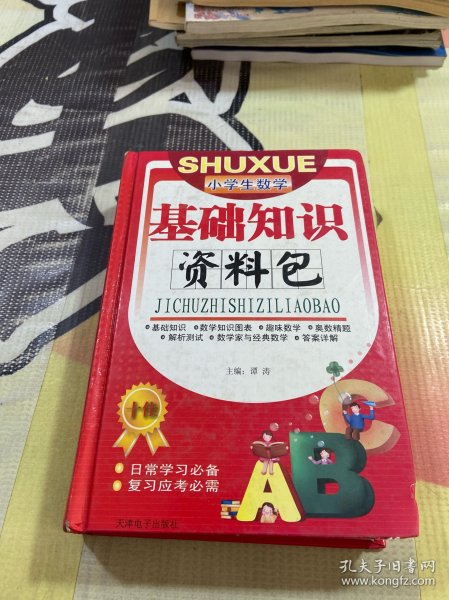 SHUXUE
小学生数学
基础知识
资料包
JICHUZHISHIZILIAOBAO
基础知识 数学知识图表 趣味数学 奥数精题
解析测试 数学家与经典数学 答案详解
主编：谭涛
十佳
日常学习必备
复习应考必需
ABC
天津电子出版社
孔夫子旧书网
www.kongfz.com